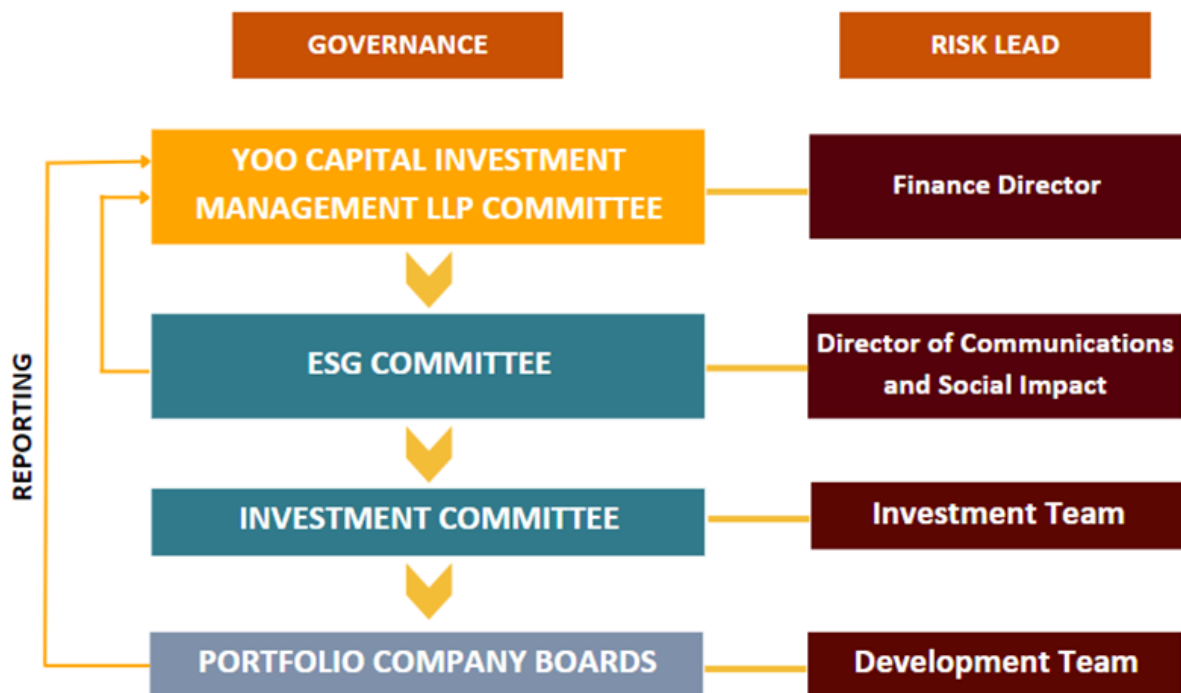 GOVERNANCE
RISK LEAD
YOO CAPITAL INVESTMENT
MANAGEMENT LLP COMMITTEE
Finance Director
ESG COMMITTEE
Director of Communications
and Social Impact
INVESTMENT COMMITTEE
Investment Team
PORTFOLIO COMPANY BOARDS
Development Team
REPORTING